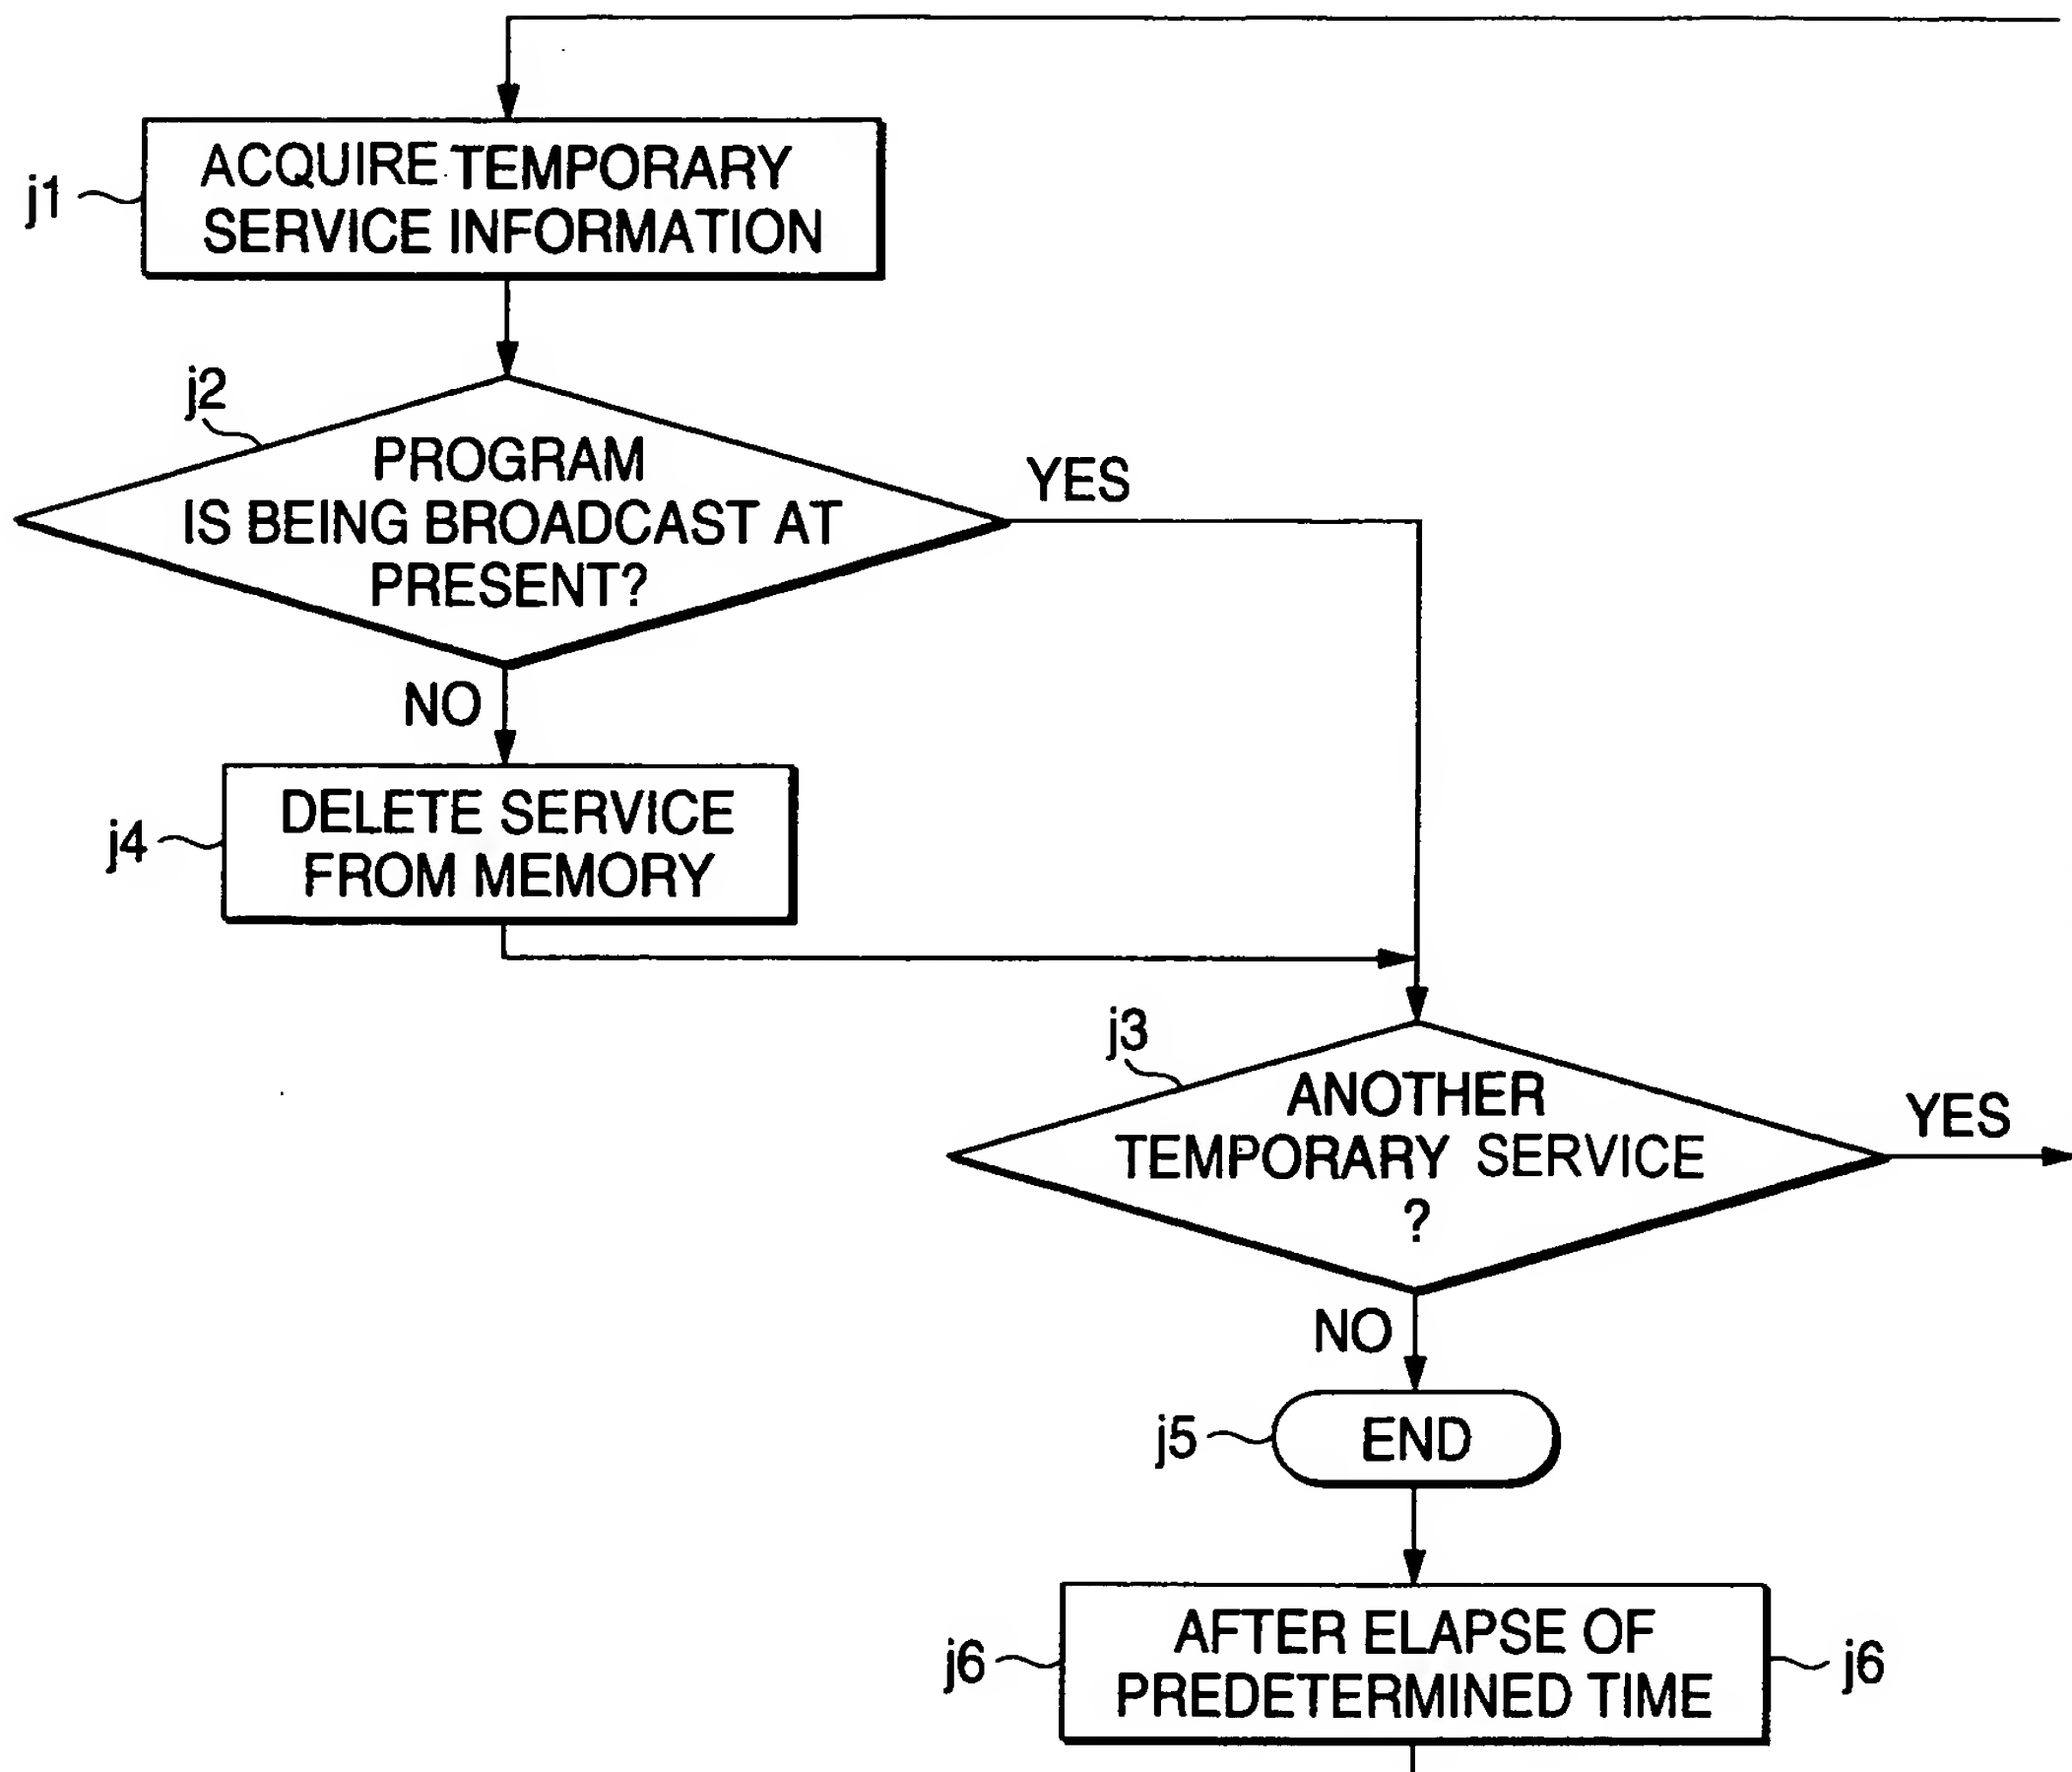 j1
ACQUIRE TEMPORARY
SERVICE INFORMATION
j2
PROGRAM
IS BEING BROADCAST AT
PRESENT?
YES
NO
j4
DELETE SERVICE
FROM MEMORY
j3
ANOTHER
TEMPORARY SERVICE
?
YES
NO
j5
END
j6
AFTER ELAPSE OF
PREDETERMINED TIME
j6